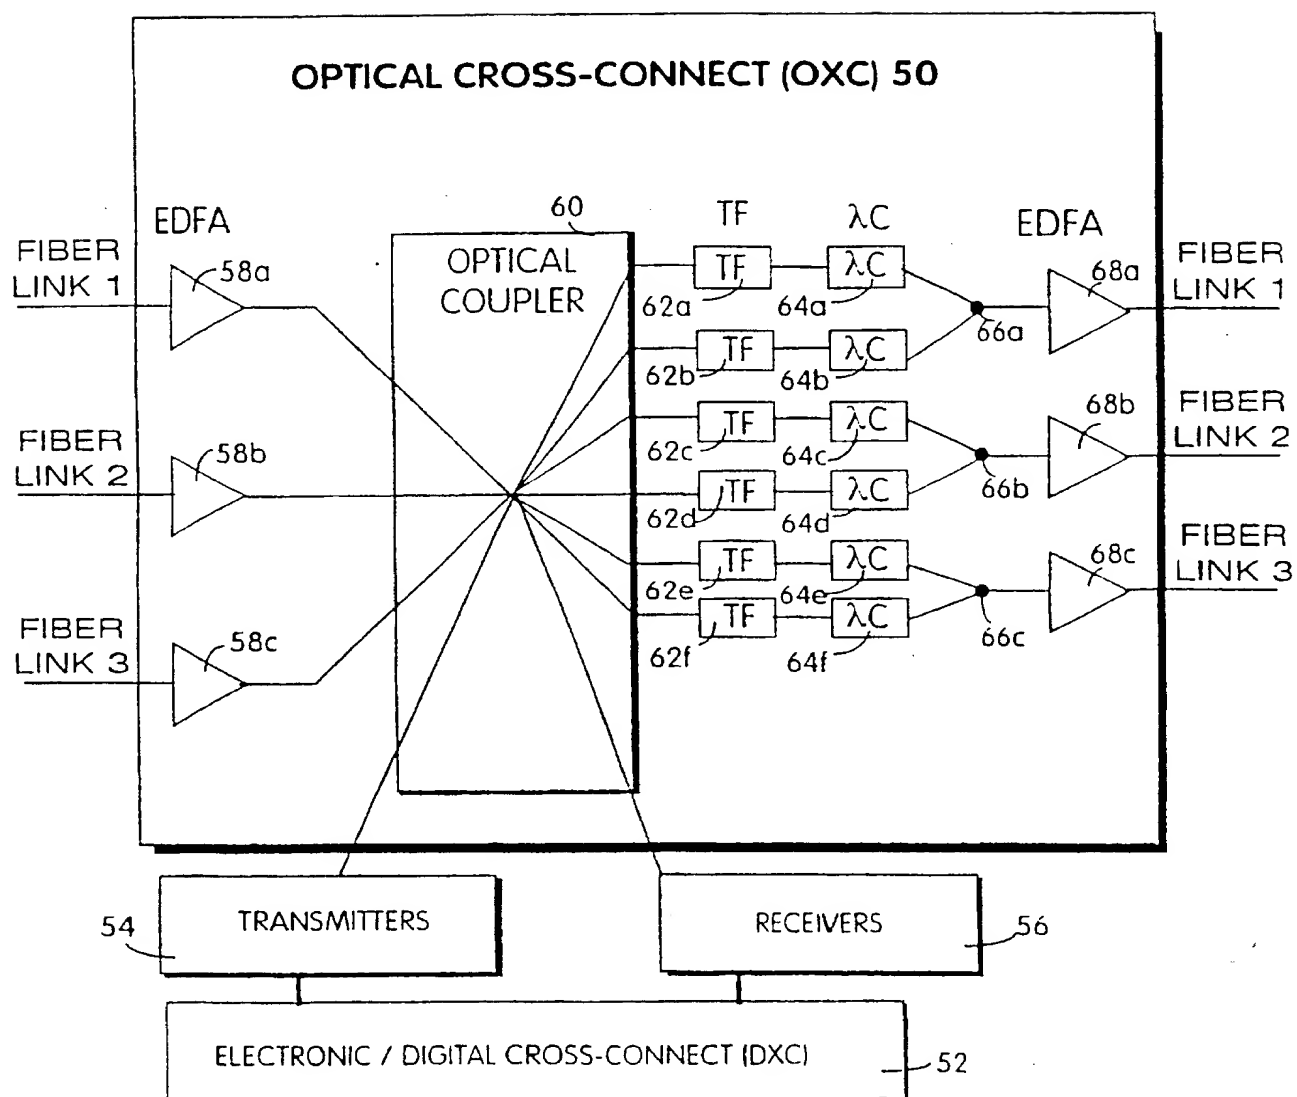 OPTICAL CROSS-CONNECT (OXC) 50
EDFA
FIBER
LINK 1
58a
FIBER
LINK 2
58b
FIBER
LINK 3
58c
60
OPTICAL
COUPLER
TF
λC
TF
λC
62a
64a
TF
λC
62b
64b
TF
λC
62c
64c
TF
λC
62d
64d
TF
λC
62e
64e
TF
λC
62f
64f
66a
66b
66c
EDFA
68a
FIBER
LINK 1
68b
FIBER
LINK 2
68c
FIBER
LINK 3
54
TRANSMITTERS
RECEIVERS
56
ELECTRONIC / DIGITAL CROSS-CONNECT (DXC)
52